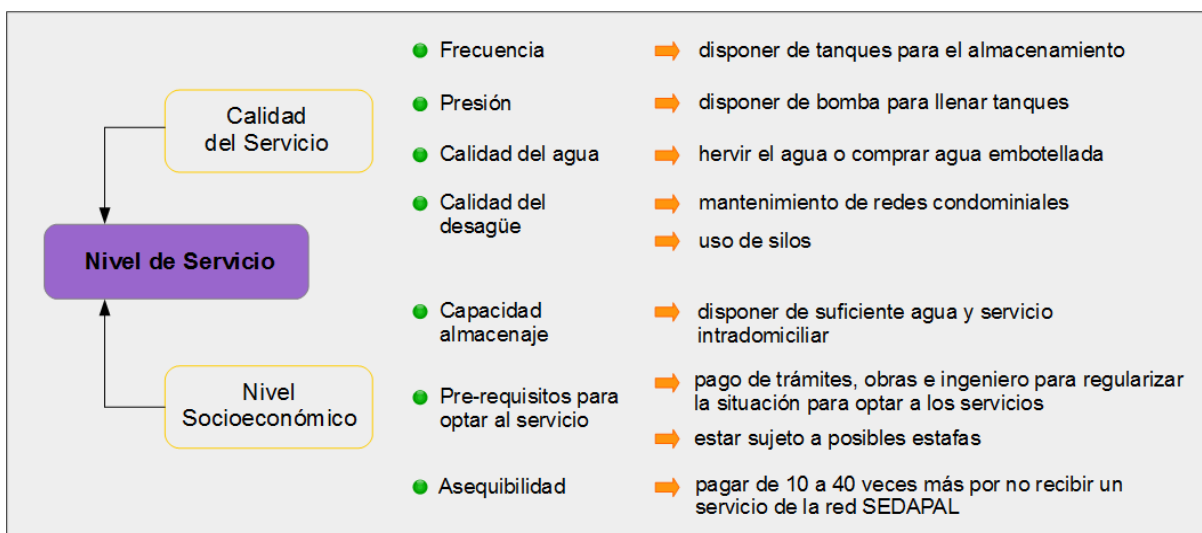 Frecuencia
disponer de tanques para el almacenamiento
Presión
disponer de bomba para llenar tanques
Calidad
del Servicio
Calidad del agua
hervir el agua o comprar agua embotellada
Calidad del
desagüe
mantenimiento de redes condominiales
uso de silos
Nivel de Servicio
Capacidad
almacenaje
disponer de suficiente agua y servicio
intradomiciliar
Nivel
Socioeconómico
Pre-requisitos para
optar al servicio
pago de trámites, obras e ingeniero para regularizar
la situación para optar a los servicios
estar sujeto a posibles estafas
Asequibilidad
pagar de 10 a 40 veces más por no recibir un
servicio de la red SEDAPAL